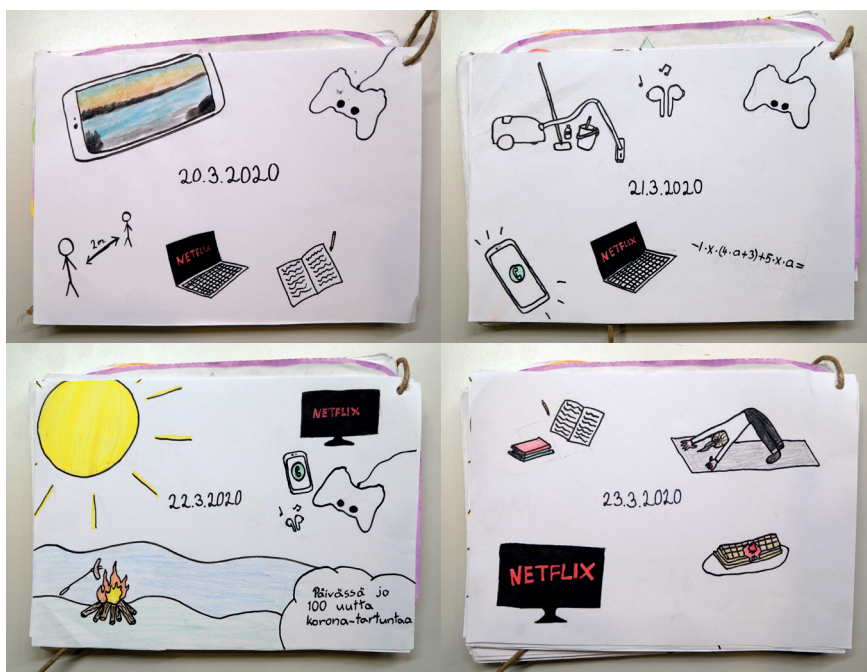 20.3.2020
2m
NETFLIX
21.3.2020
NETFLIX
-1·x·(4·a+3)+5·x·a=
NETFLIX
22.3.2020
Päivässä jo
100 uutta
korona-tartuntaa
23.3.2020
NETFLIX